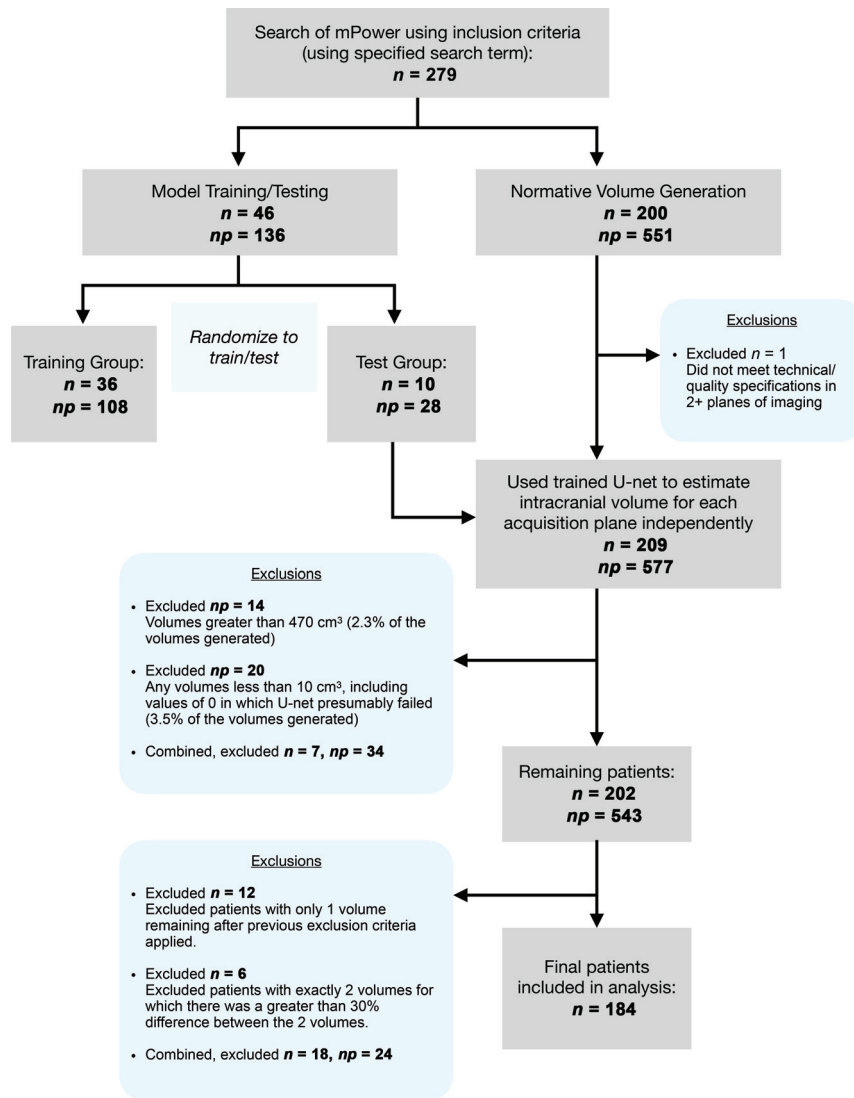 Search of mPower using inclusion criteria
(using specified search term):
n = 279
Model Training/Testing
n = 46
np = 136
Normative Volume Generation
n = 200
np = 551
Training Group:
n = 36
np = 108
Randomize to
train/test
Test Group:
n = 10
np = 28
Exclusions
• Excluded n = 1
Did not meet technical/
quality specifications in
2+ planes of imaging
Used trained U-net to estimate
intracranial volume for each
acquisition plane independently
n = 209
np = 577
Exclusions
• Excluded np = 14
Volumes greater than 470 cm³ (2.3% of the
volumes generated)
• Excluded np = 20
Any volumes less than 10 cm³, including
values of 0 in which U-net presumably failed
(3.5% of the volumes generated)
• Combined, excluded n = 7, np = 34
Remaining patients:
n = 202
np = 543
Exclusions
• Excluded n = 12
Excluded patients with only 1 volume
remaining after previous exclusion criteria
applied.
• Excluded n = 6
Excluded patients with exactly 2 volumes for
which there was a greater than 30%
difference between the 2 volumes.
• Combined, excluded n = 18, np = 24
Final patients
included in analysis:
n = 184